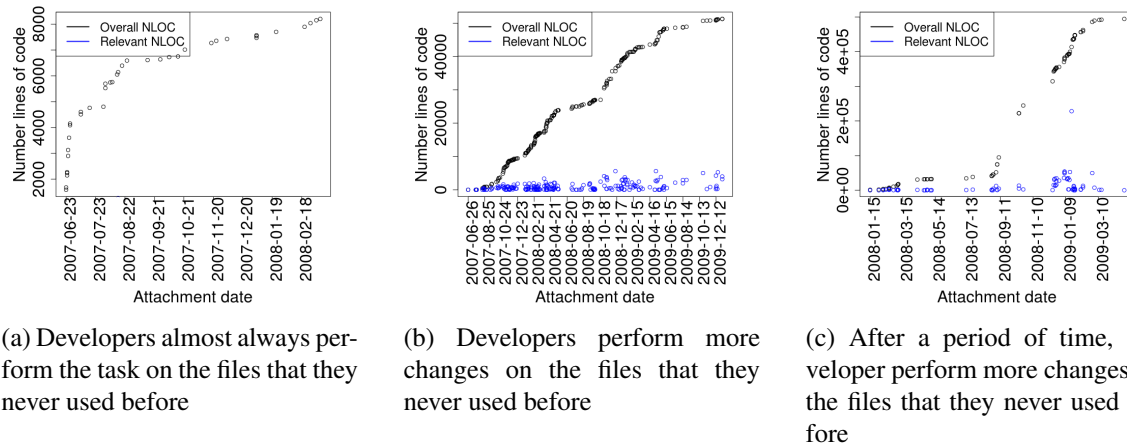 Overall NLOC
Relevant NLOC
Number lines of code
2000 4000 6000 8000
2007-06-23
2007-07-23
2007-08-22
2007-09-21
2007-10-21
2007-11-20
2007-12-20
2008-01-19
2008-02-18
Attachment date
Overall NLOC
Relevant NLOC
Number lines of code
0 20000 40000
2007-06-26
2007-08-25
2007-10-24
2007-12-23
2008-02-21
2008-04-21
2008-06-20
2008-08-19
2008-10-18
2008-12-17
2009-02-15
2009-04-16
2009-06-15
2009-08-14
2009-10-13
2009-12-12
Attachment date
Overall NLOC
Relevant NLOC
Number lines of code
0e+00 2e+05 4e+05
2008-01-15
2008-03-15
2008-05-14
2008-07-13
2008-09-11
2008-11-10
2009-01-09
2009-03-10
Attachment date
(a) Developers almost always per-
form the task on the files that they
never used before
(b) Developers perform more
changes on the files that they
never used before
(c) After a period of time,
veloper perform more changes
the files that they never used
fore